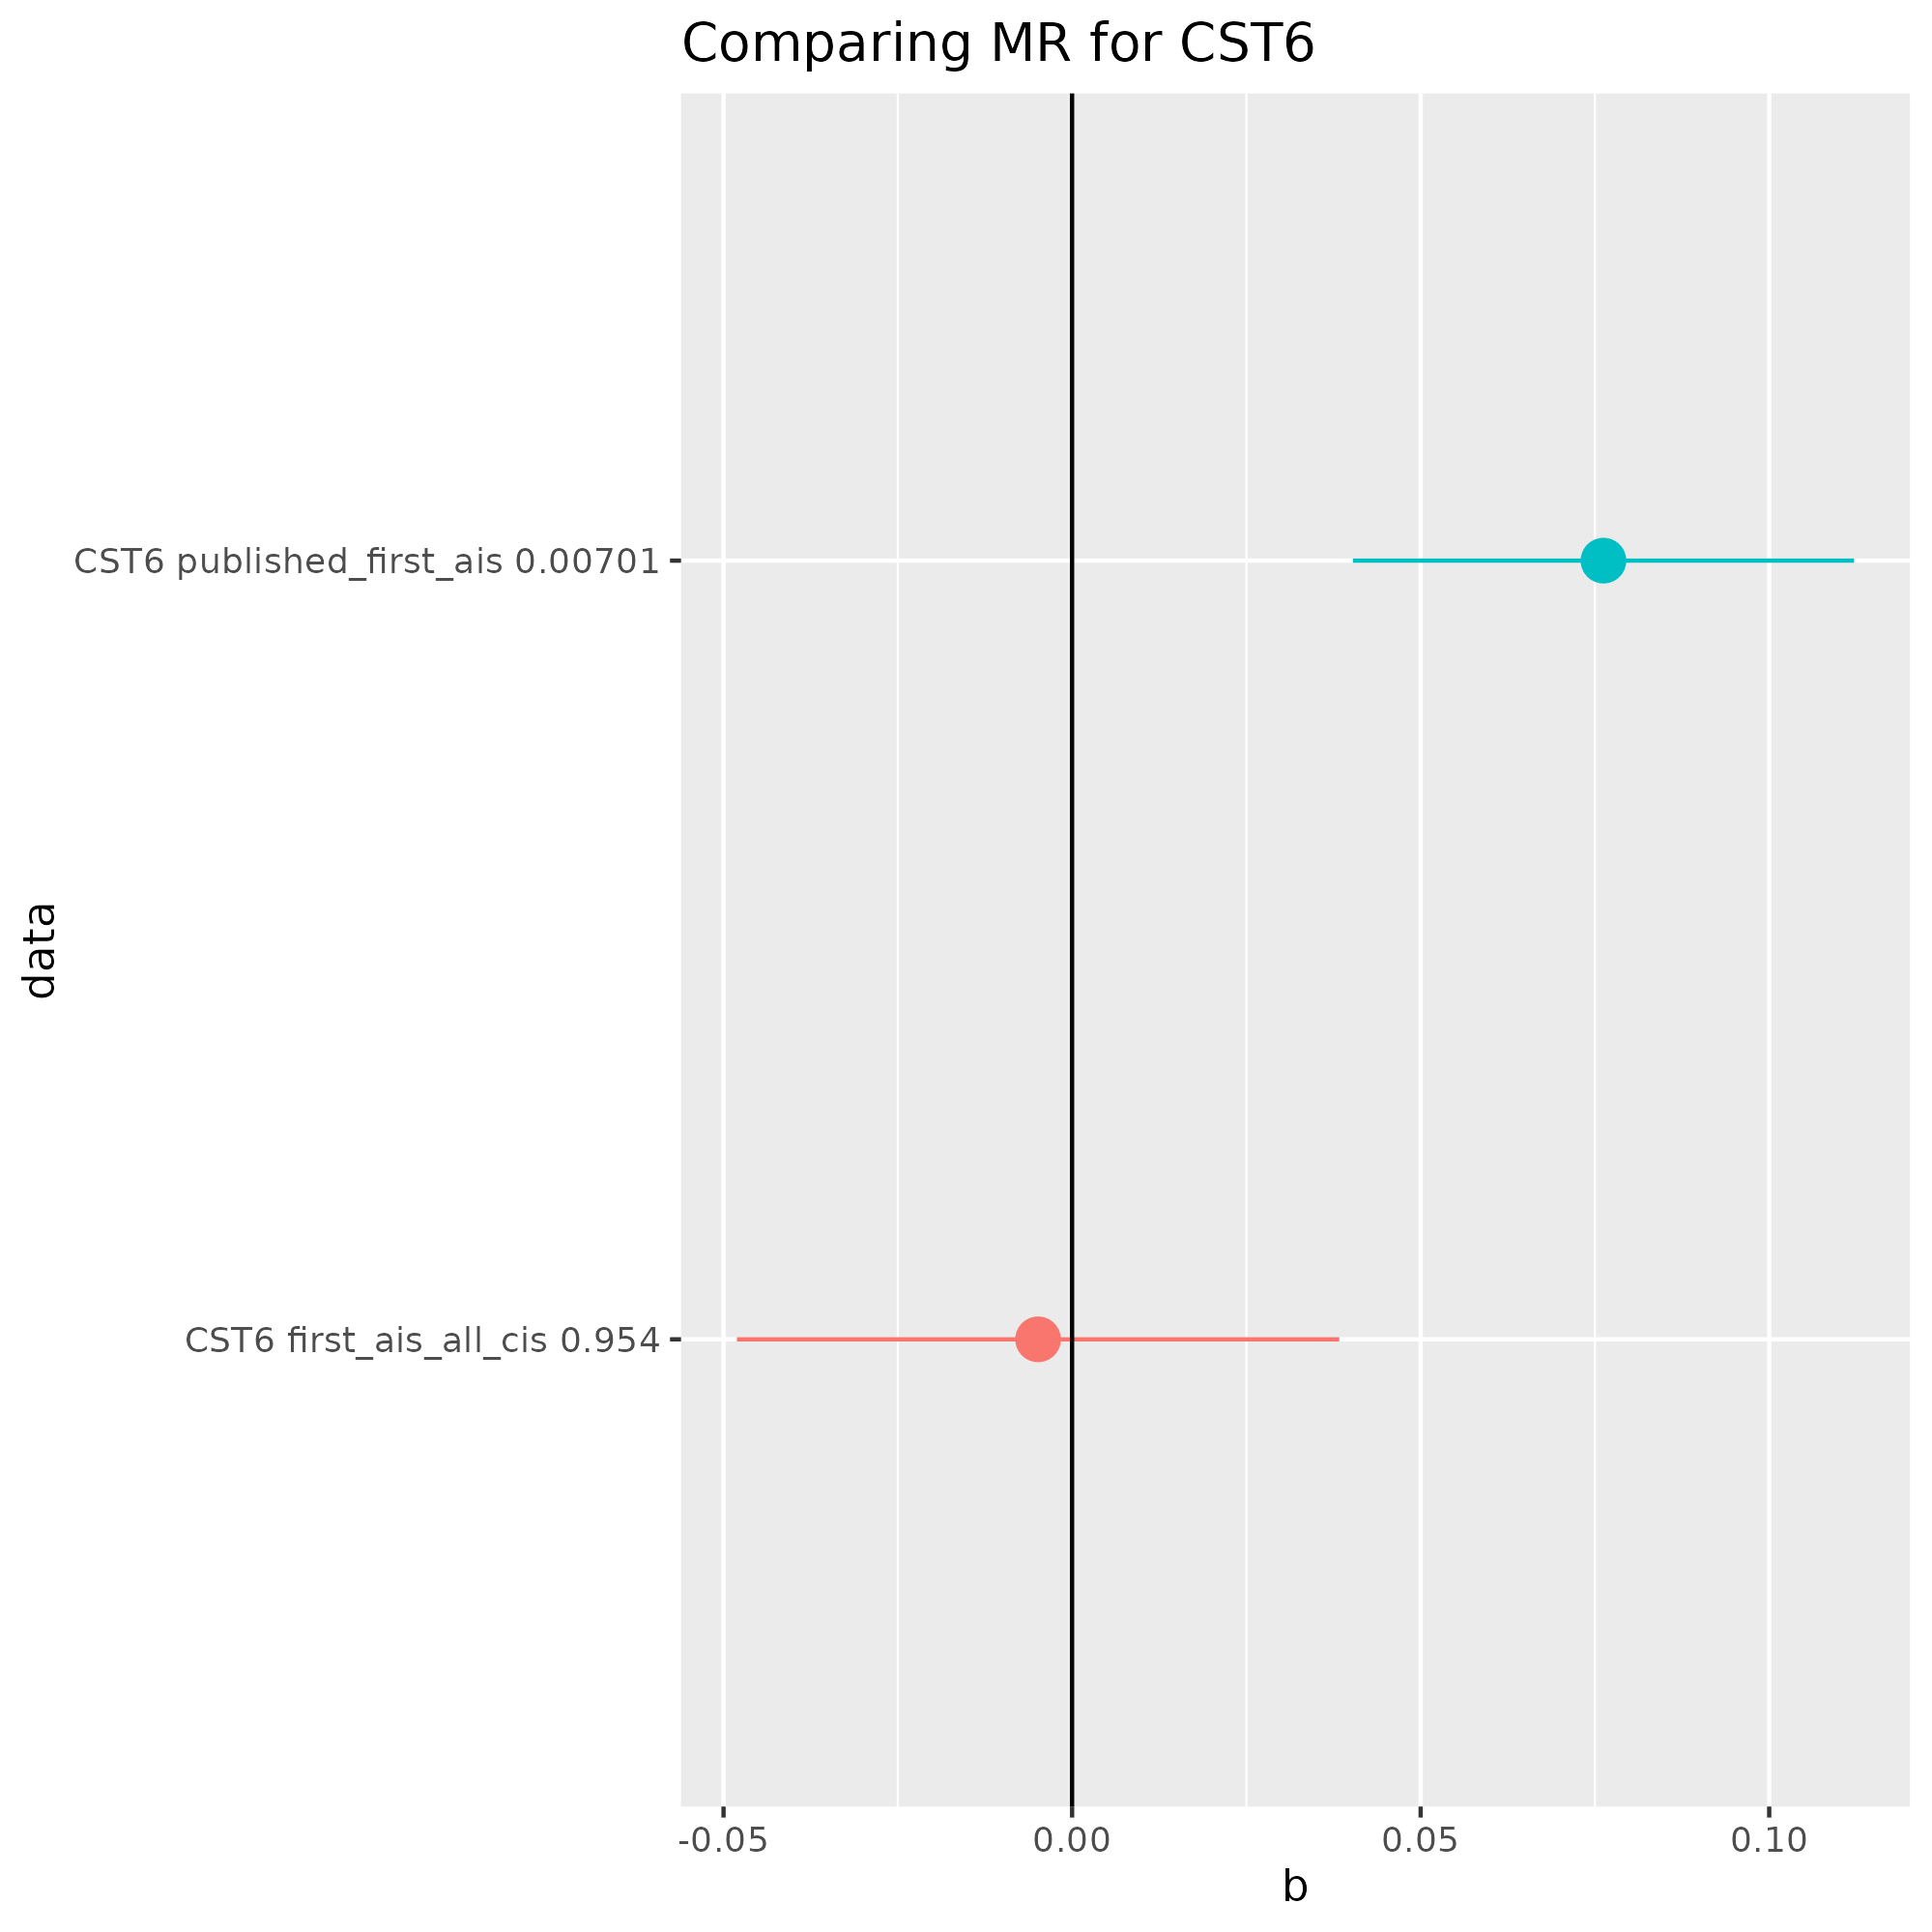 Comparing MR for CST6
CST6 published_first_ais 0.00701
data
CST6 first_ais_all_cis 0.954
-0.05 0.00 0.05 0.10
b